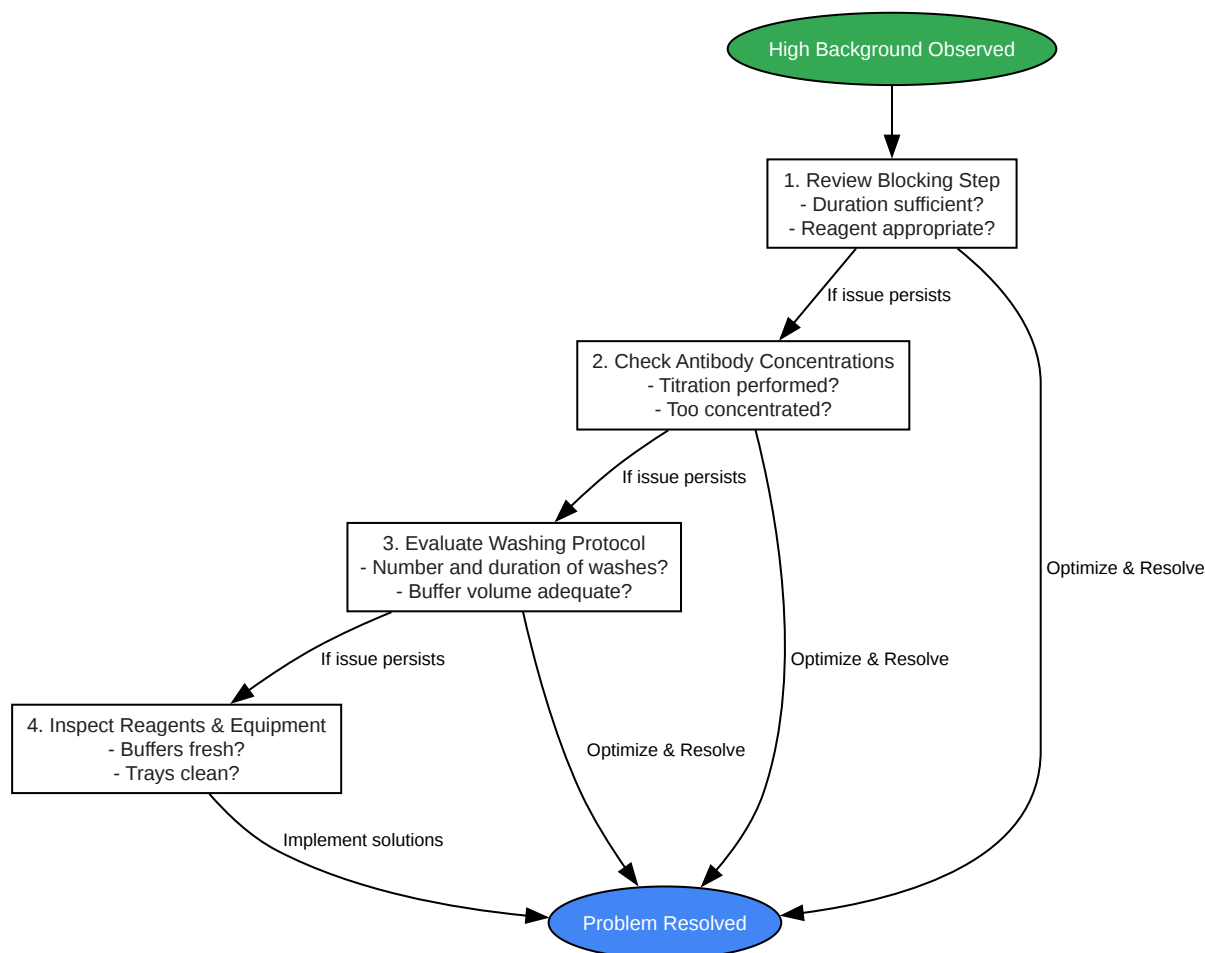 High Background Observed
1. Review Blocking Step
- Duration sufficient?
- Reagent appropriate?
If issue persists
2. Check Antibody Concentrations
- Titration performed?
- Too concentrated?
If issue persists
3. Evaluate Washing Protocol
- Number and duration of washes?
- Buffer volume adequate?
Optimize & Resolve
If issue persists
Optimize & Resolve
4. Inspect Reagents & Equipment
- Buffers fresh?
- Trays clean?
Optimize & Resolve
Implement solutions
Problem Resolved